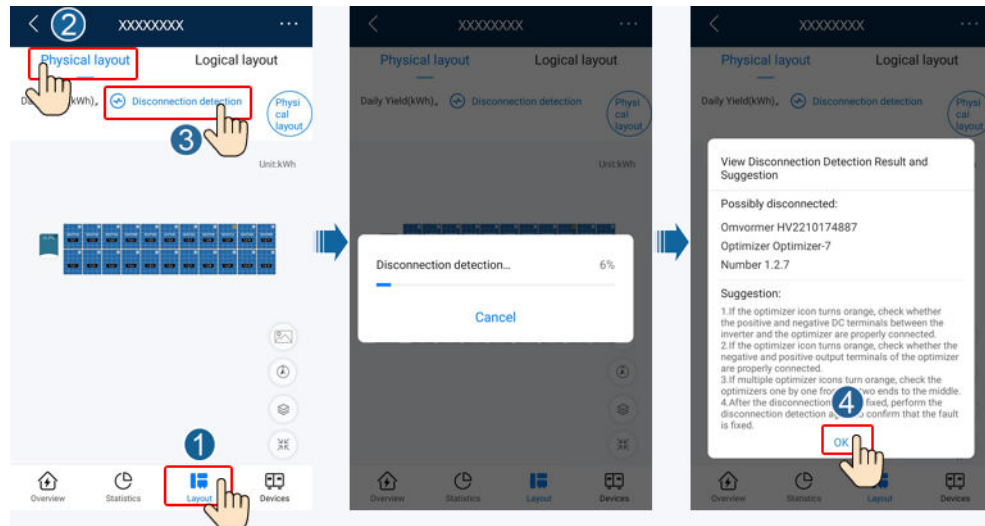 2
XXXXXXXX
Physical layout
Logical layout
Disconnection detection
Physi
cal
layout
3
Unit:kWh
1
Overview
Statistics
Layout
Devices
XXXXXXXX
Physical layout
Logical layout
Daily Yield(kWh),
Disconnection detection
Physi
cal
layout
Unit:kWh
Disconnection detection...
6%
Cancel
Overview
Statistics
Layout
Devices
XXXXXXXX
Physical layout
Logical layout
Daily Yield(kWh),
Disconnection detection
Physi
cal
layout
View Disconnection Detection Result and
Suggestion
Possibly disconnected:
Omvormer HV2210174887
Optimizer Optimizer-7
Number 1.2.7
Suggestion:
1.If the optimizer icon turns orange, check whether
the positive and negative DC terminals between the
inverter and the optimizer are properly connected.
2.If the optimizer icon turns orange, check whether the
negative and positive output terminals of the optimizer
are properly connected.
3.If multiple optimizer icons turn orange, check the
optimizers one by one from two ends to the middle.
4.After the disconnection fixed, perform the
disconnection detection confirm that the fault
is fixed.
4
OK
Overview
Statistics
Layout
Devices